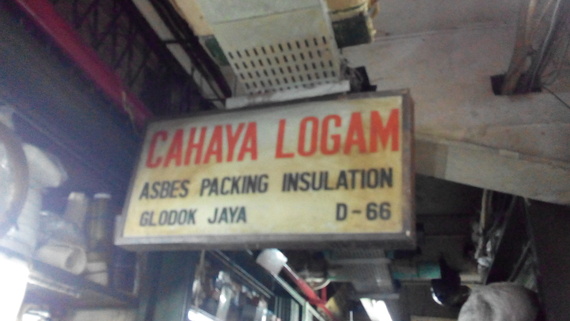 CAHAYA LOGAM
ASBES PACKING INSULATION
GLODOK JAYA D-66